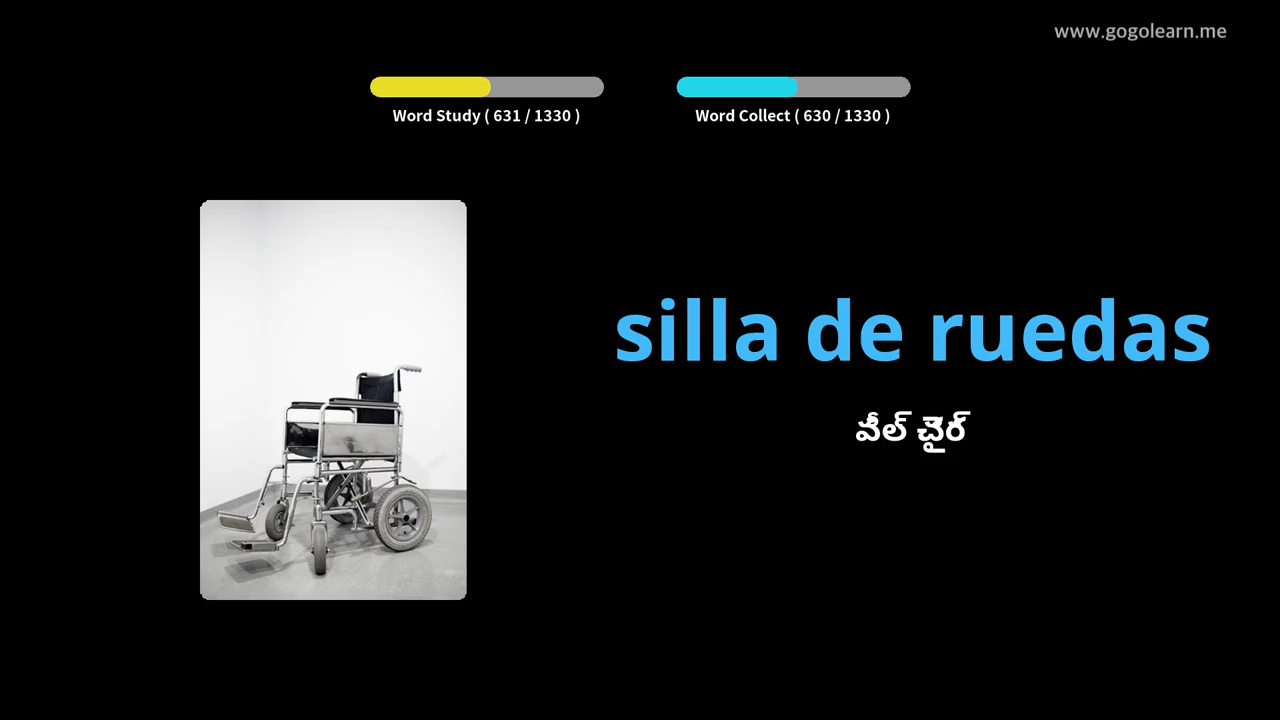 www.gogolearn.me
Word Study ( 631 / 1330 )
Word Collect ( 630 / 1330 )
silla de ruedas
వీల్ చైర్